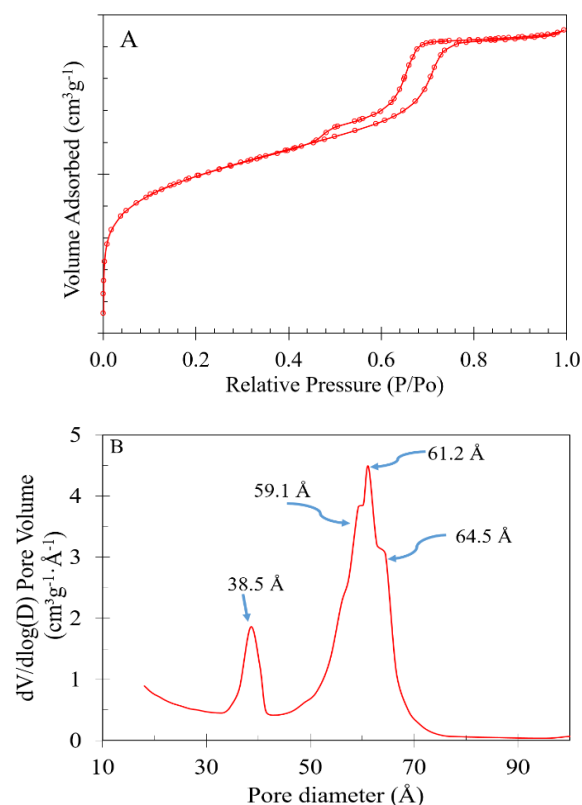 A
Volume Adsorbed (cm³g⁻¹)
0.0 0.2 0.4 0.6 0.8 1.0
Relative Pressure (P/Po)
B
dV/dlog(D) Pore Volume
(cm³g⁻¹· Å⁻¹)
5
4
3
2
1
0
61.2 Å
59.1 Å
64.5 Å
38.5 Å
10 30 50 70 90
Pore diameter (Å)